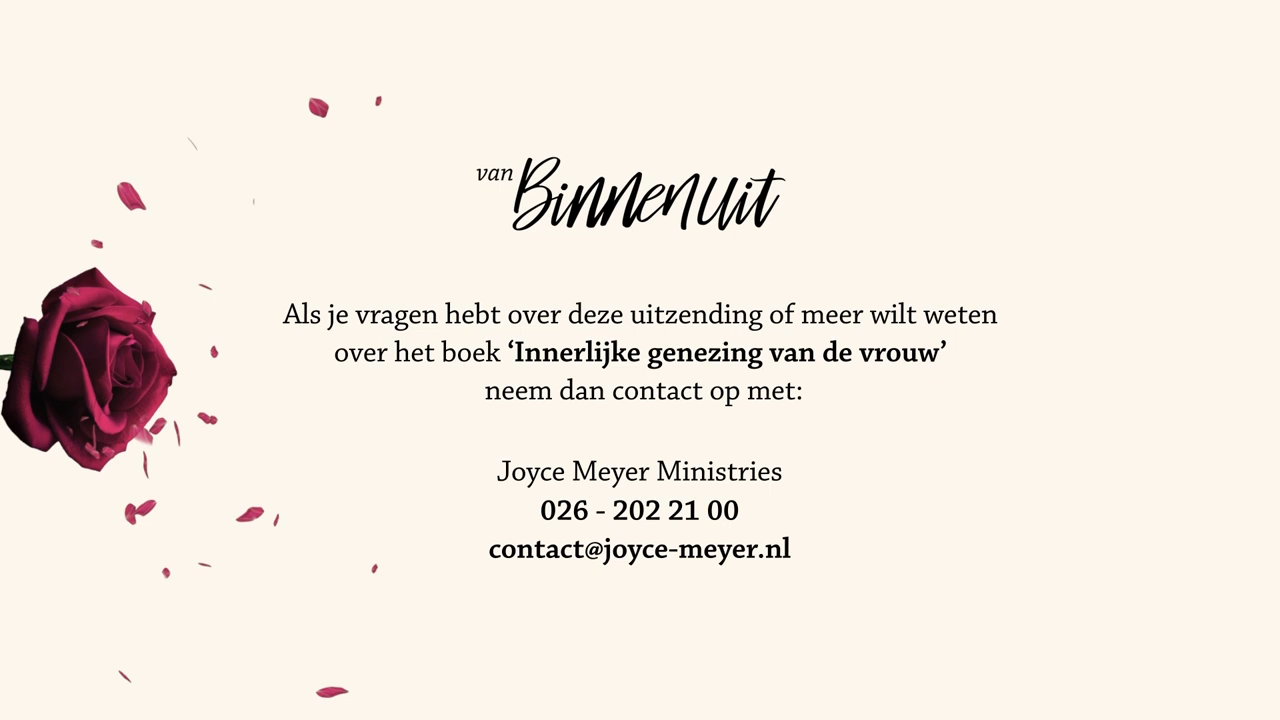 van Binnenuit
Als je vragen hebt over deze uitzending of meer wilt weten
over het boek ‘Innerlijke genezing van de vrouw’
neem dan contact op met:
Joyce Meyer Ministries
026 - 202 21 00
contact@joyce-meyer.nl